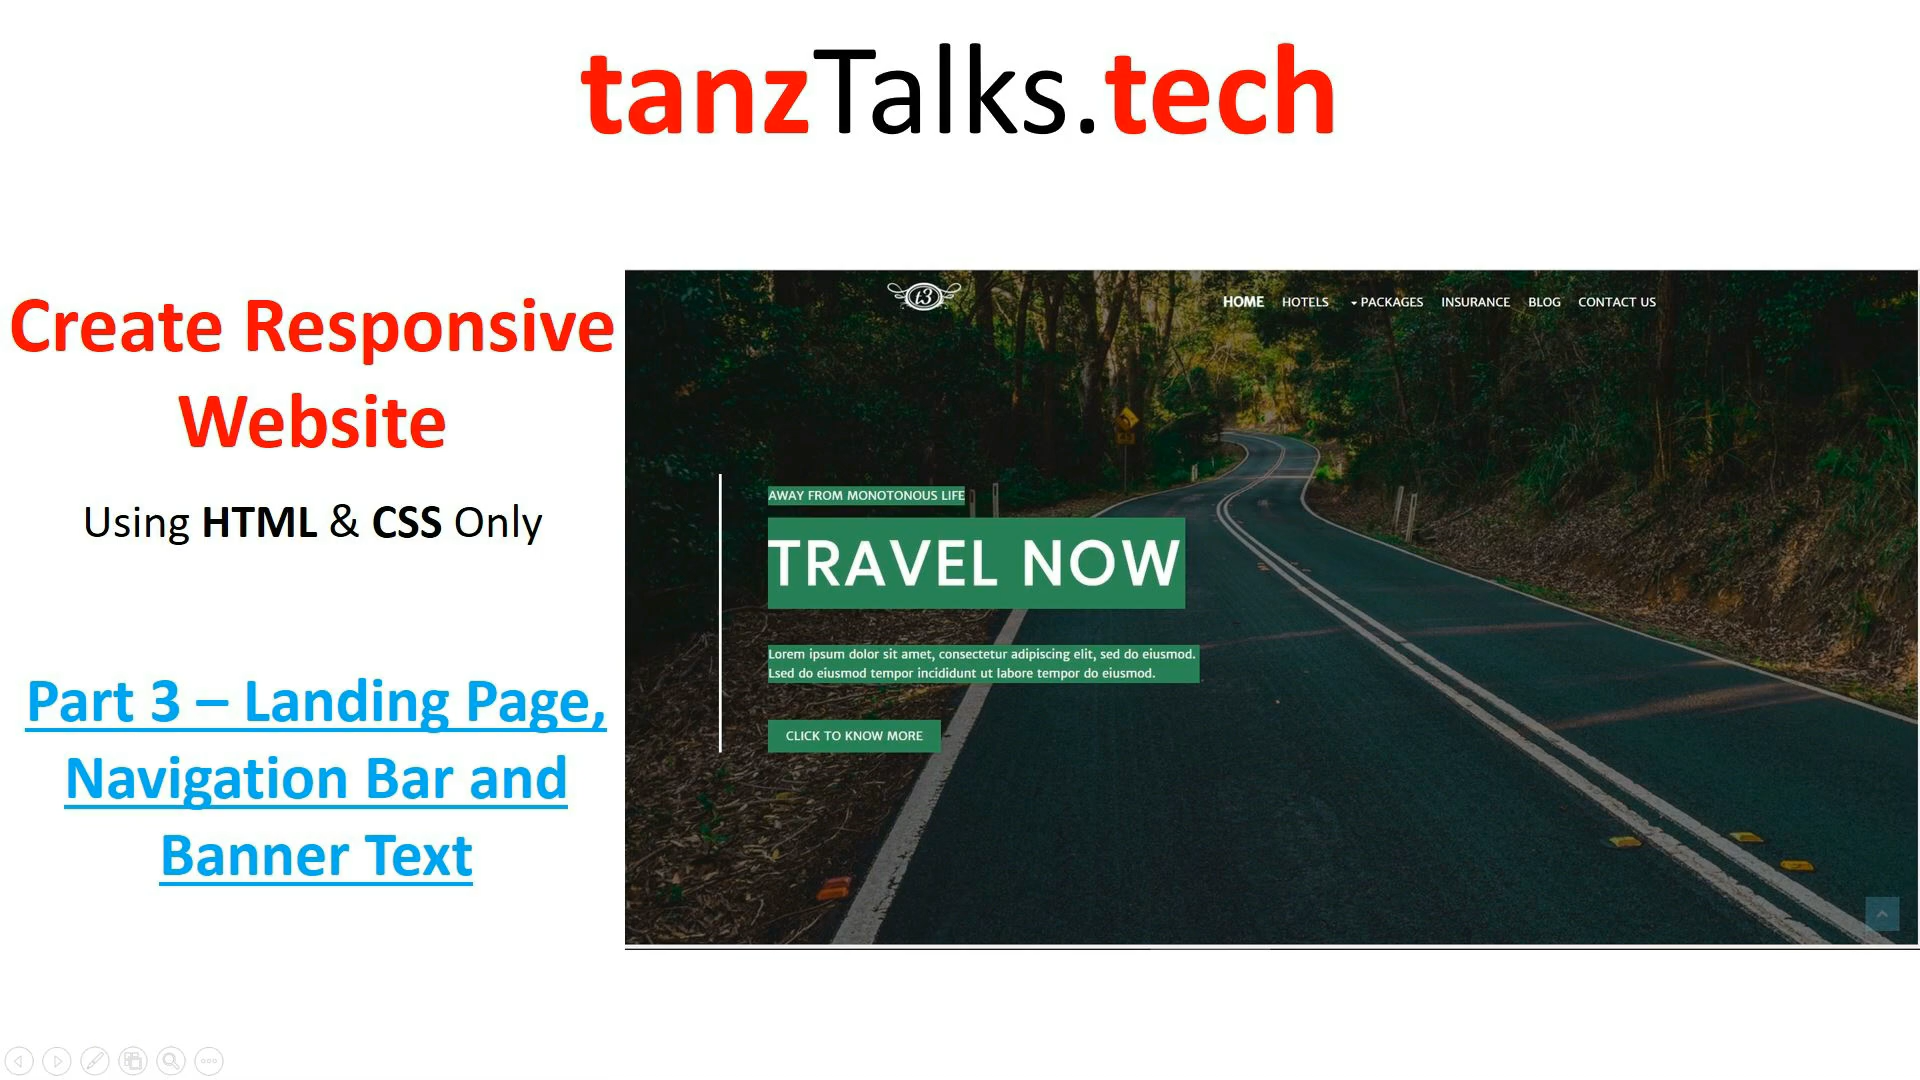 tanzTalks.tech
Create Responsive
Website
Using HTML & CSS Only
Part 3 – Landing Page,
Navigation Bar and
Banner Text
t3
HOME HOTELS PACKAGES INSURANCE BLOG CONTACT US
AWAY FROM MONOTONOUS LIFE
TRAVEL NOW
Lorem ipsum dolor sit amet, consectetur adipiscing elit, sed do eiusmod.
Lsed do eiusmod tempor incididunt ut labore tempor do eiusmod.
CLICK TO KNOW MORE